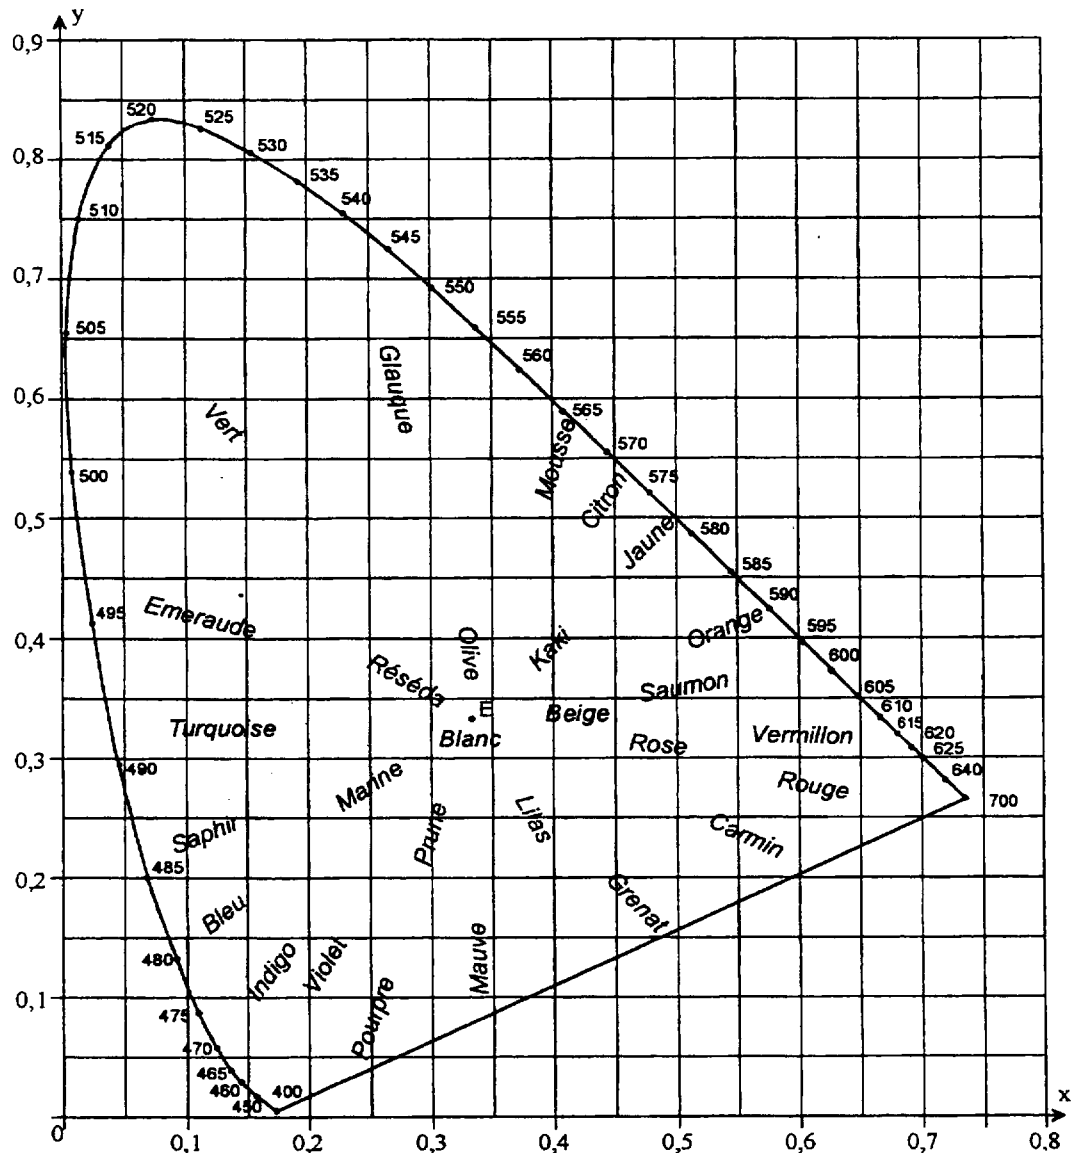 y
0,9
520
525
515
530
0,8
535
540
510
545
0,7
550
505
555
560
Glauque
0,6
Vert
565
Mousse
570
500
575
Citron
0,5
Jaune
580
585
590
495
Emeraude
Orange
595
0,4
Olive
Kaki
600
Réséda
Saumon
605
E
Beige
610
Turquoise
Blanc
Rose
Vermillon
615
620
625
0,3
490
Marine
Rouge
640
700
Saphir
Prune
Lilas
Carmin
485
0,2
Bleu
Grenat
480
Indigo
Violet
Mauve
0,1
475
Pourpre
470
465
460
400
450
x
0
0,1
0,2
0,3
0,4
0,5
0,6
0,7
0,8